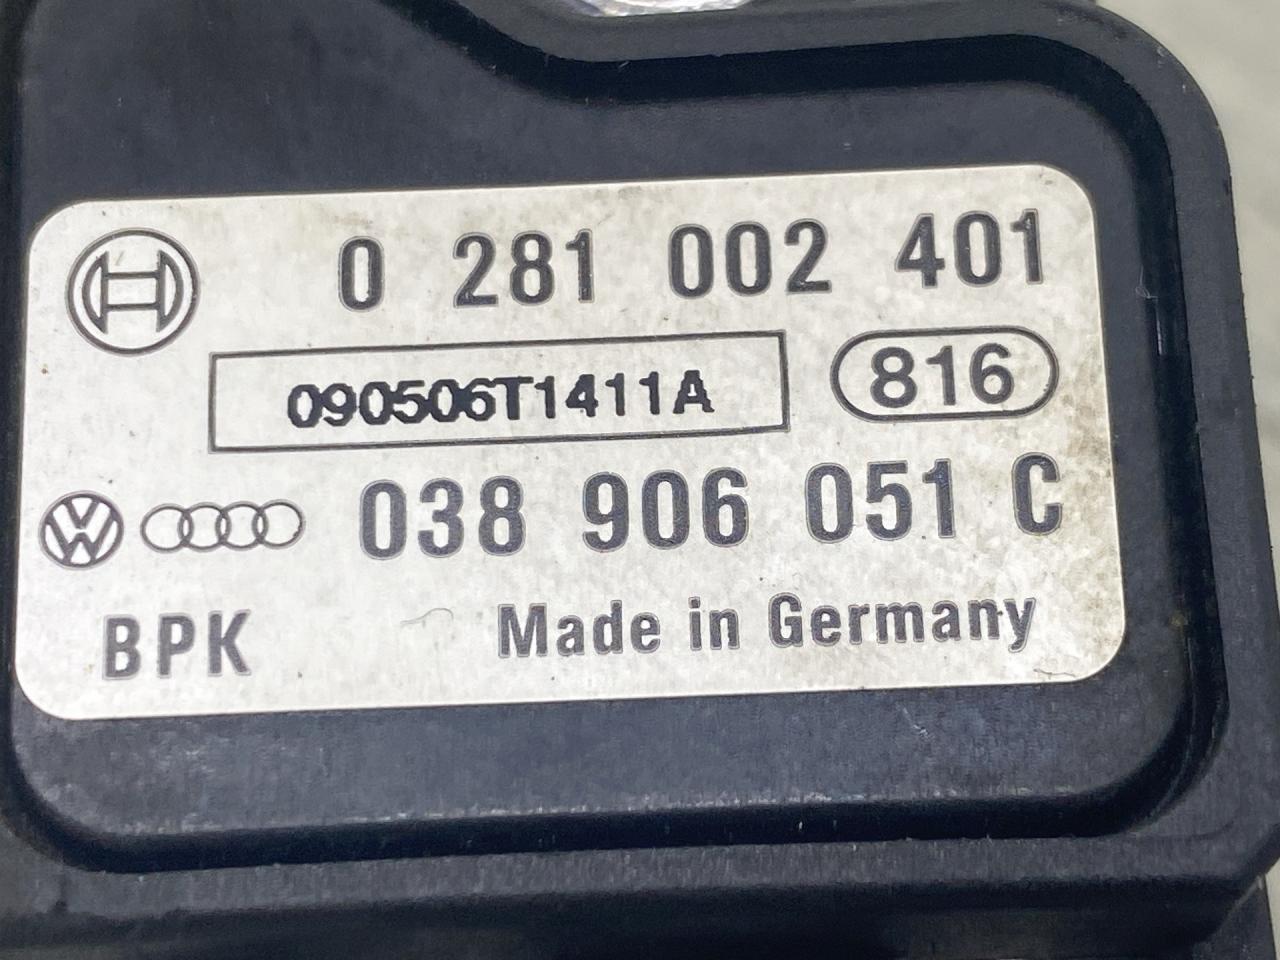 0 281 002 401
090506T1411A 816
038 906 051 C
BPK Made in Germany